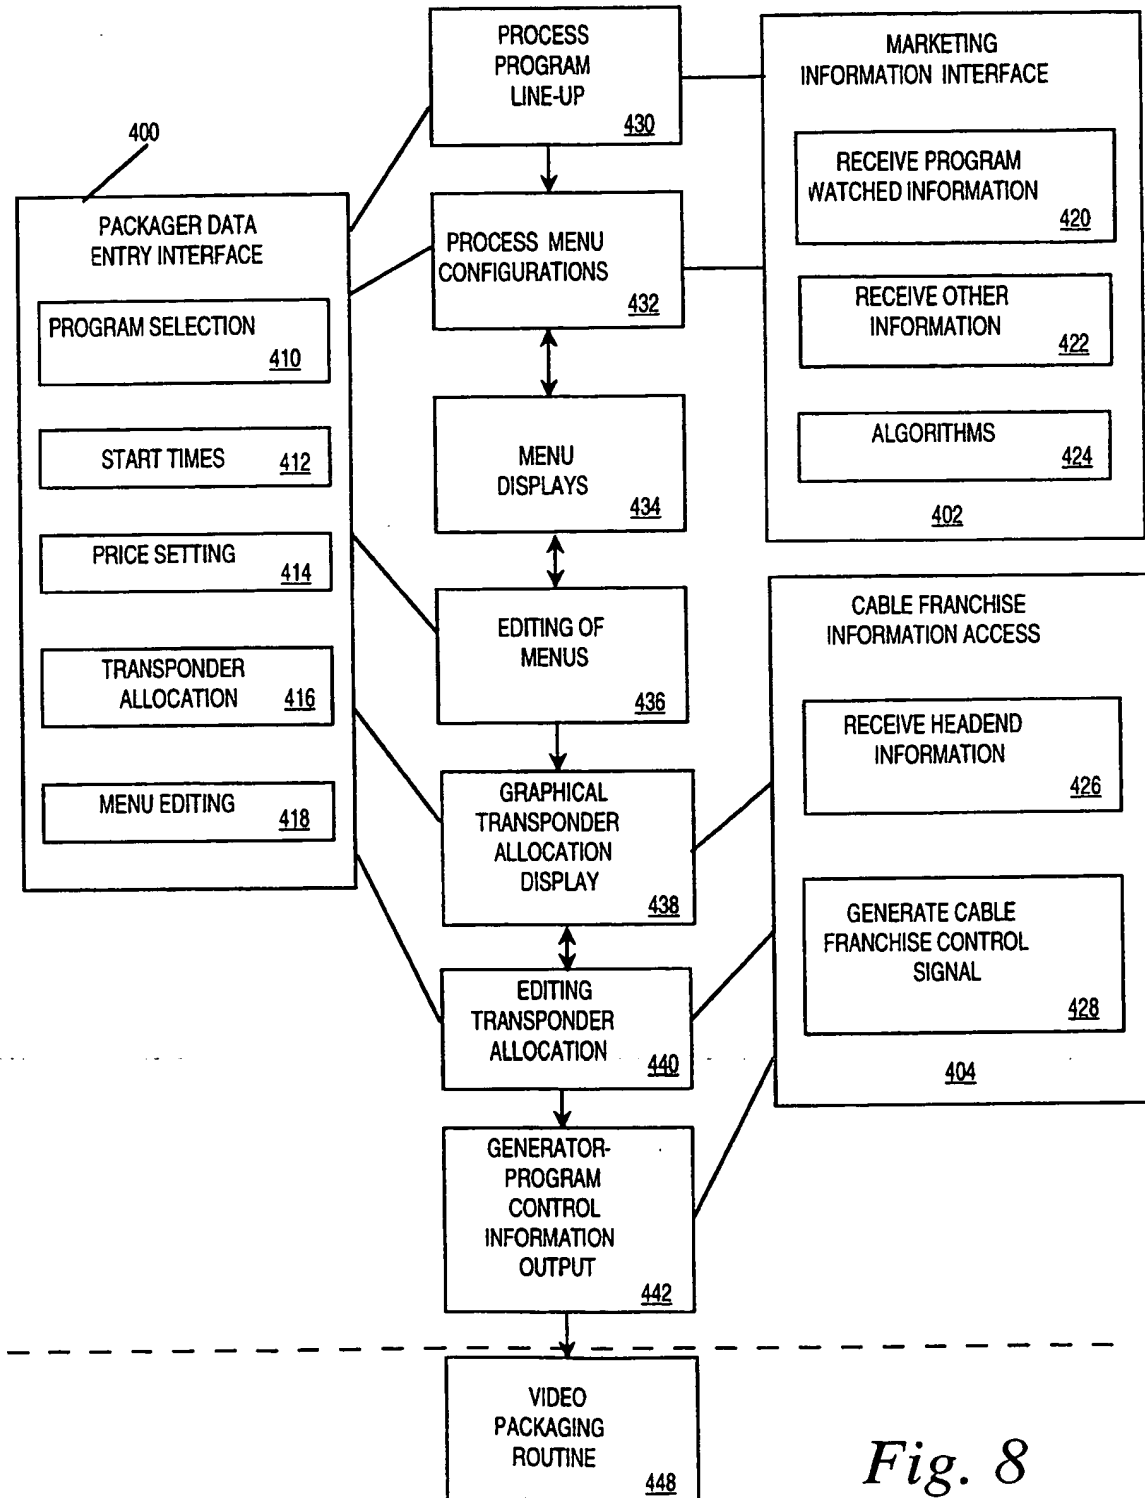 PROCESS
PROGRAM
LINE-UP
430
MARKETING
INFORMATION INTERFACE
RECEIVE PROGRAM
WATCHED INFORMATION
420
RECEIVE OTHER
INFORMATION
422
ALGORITHMS
424
402
400
PACKAGER DATA
ENTRY INTERFACE
PROGRAM SELECTION
410
START TIMES
412
PRICE SETTING
414
TRANSPONDER
ALLOCATION
416
MENU EDITING
418
PROCESS MENU
CONFIGURATIONS
432
MENU
DISPLAYS
434
EDITING OF
MENUS
436
GRAPHICAL
TRANSPONDER
ALLOCATION
DISPLAY
438
EDITING
TRANSPONDER
ALLOCATION
440
GENERATOR-
PROGRAM
CONTROL
INFORMATION
OUTPUT
442
CABLE FRANCHISE
INFORMATION ACCESS
RECEIVE HEADEND
INFORMATION
426
GENERATE CABLE
FRANCHISE CONTROL
SIGNAL
428
404
VIDEO
PACKAGING
ROUTINE
448
Fig. 8